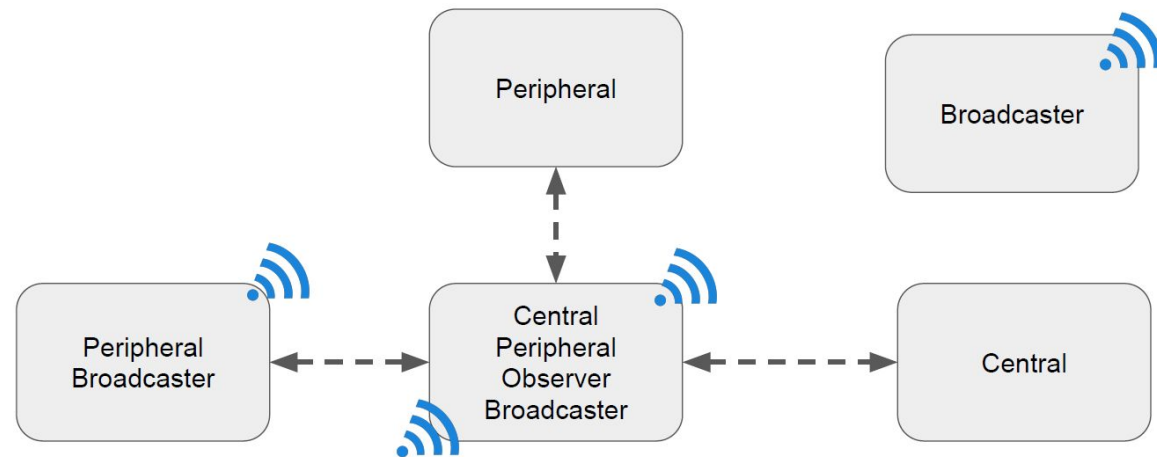 Peripheral
Broadcaster
Peripheral
Broadcaster
Central
Peripheral
Observer
Broadcaster
Central